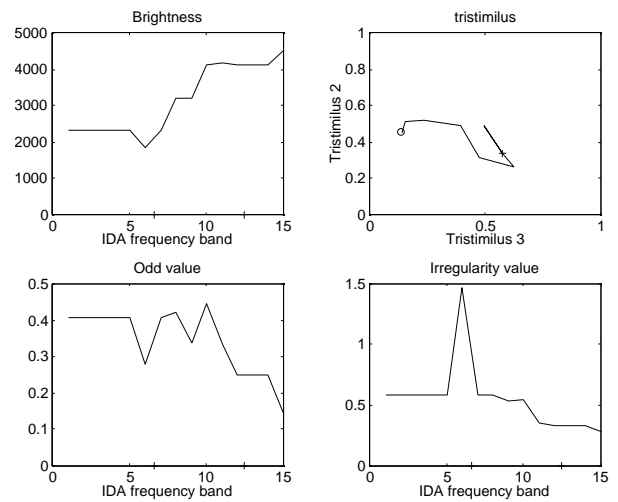 Brightness
5000
4000
3000
2000
1000
0
0 5 10 15
IDA frequency band
tristimilus
1
0.8
0.6
0.4
0.2
0
Tristimilus 2
0 0.5 1
Tristimilus 3
Odd value
0.5
0.4
0.3
0.2
0.1
0
0 5 10 15
IDA frequency band
Irregularity value
1.5
1
0.5
0
0 5 10 15
IDA frequency band